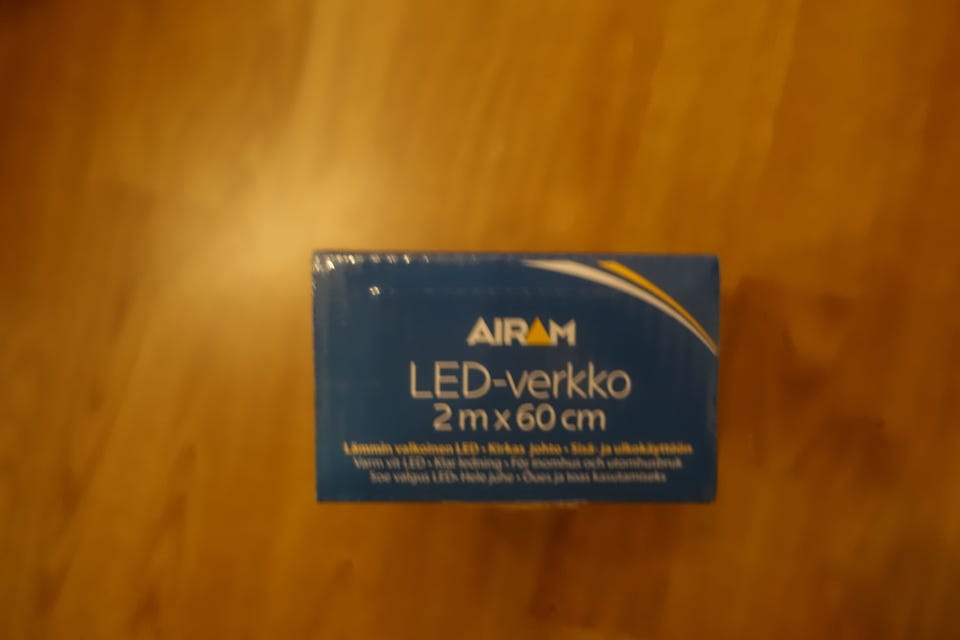 AIRAM
LED-verkko
2 m x 60 cm
Lämmin valkoinen LED • Kirkas johto • Sisä- ja ulkokäyttöön
Varm vit LED • Klar ledning • För inomhus och utomhusbruk
Soe valgus LED • Hele juhe • Õues ja toas kasutamiseks